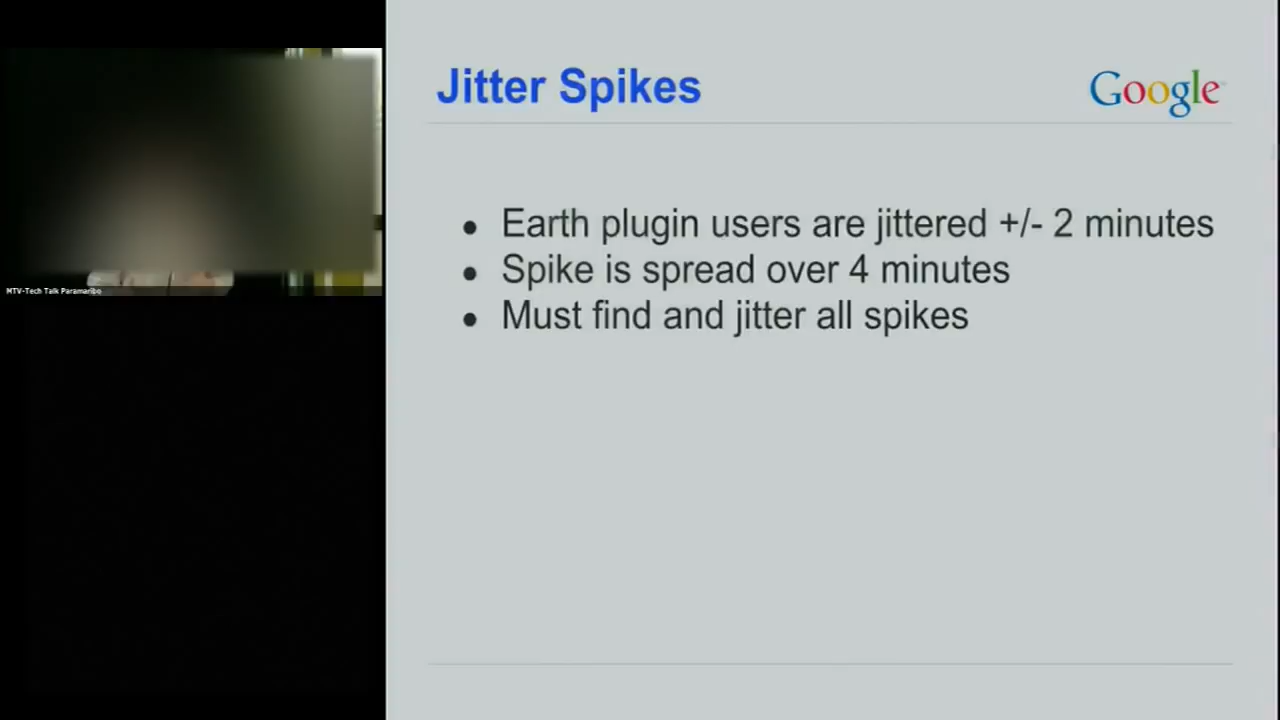 Jitter Spikes
Google
• Earth plugin users are jittered +/- 2 minutes
• Spike is spread over 4 minutes
• Must find and jitter all spikes
MTV-Tech Talk Paramaribo